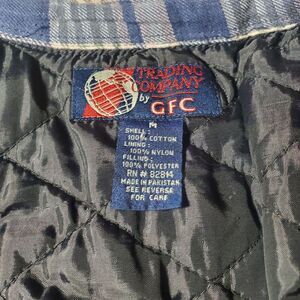 TRADING
COMPANY
by GFC
M
SHELL:
100% COTTON
LINING:
100% NYLON
FILLING:
100% POLYESTER
RN # 82814
MADE IN PAKISTAN
SEE REVERSE
FOR CARE